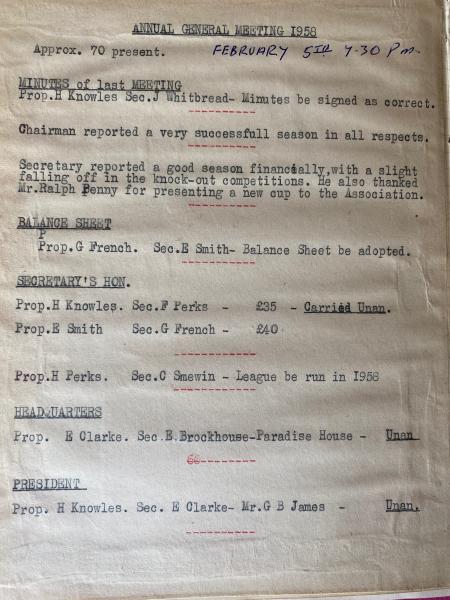 ANNUAL GENERAL MEETING 1958
Approx. 70 present. FEBRUARY 5TH 7-30 Pm.
MINUTES of last MEETING
Prop.H Knowles Sec.J Whitbread- Minutes be signed as correct.
---------
Chairman reported a very successfull season in all respects.
---------
Secretary reported a good season financially,with a slight
falling off in the knock-out competitions. He also thanked
Mr.Ralph Penny for presenting a new cup to the Association.
---------
BALANCE SHEET
P
Prop.G French. Sec.E Smith- Balance Sheet be adopted.
---------
SECRETARY'S HON.
Prop.H Knowles. Sec.F Perks - £35 - Carried Unan.
Prop.E Smith Sec.G French - £40
---------
Prop.H Perks. Sec.C Smewin - League be run in 1958
---------
HEADQUARTERS
Prop. E Clarke. Sec.E.Brockhouse-Paradise House - Unan
---------
PRESIDENT
Prop. H Knowles. Sec. E Clarke- Mr.G B James - Unan.
---------